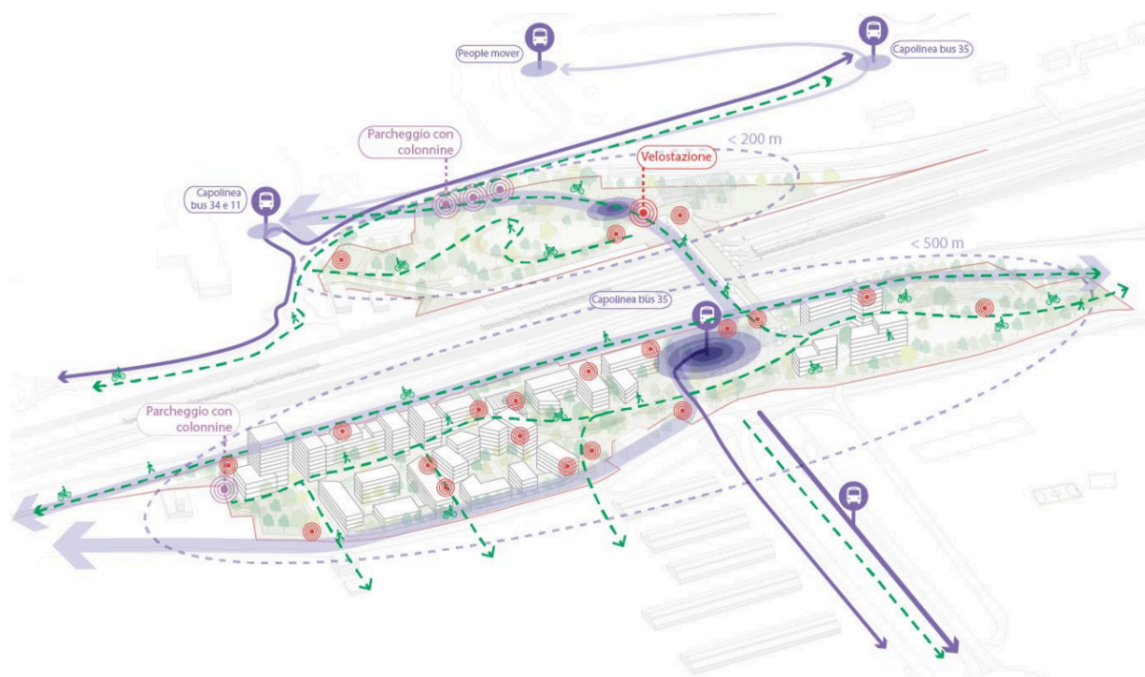 People mover
Capolinea bus 35
Parcheggio con
colonnine
< 200 m
Velostazione
Capolinea
bus 34 e 11
< 500 m
Capolinea bus 35
Parcheggio con
colonnine